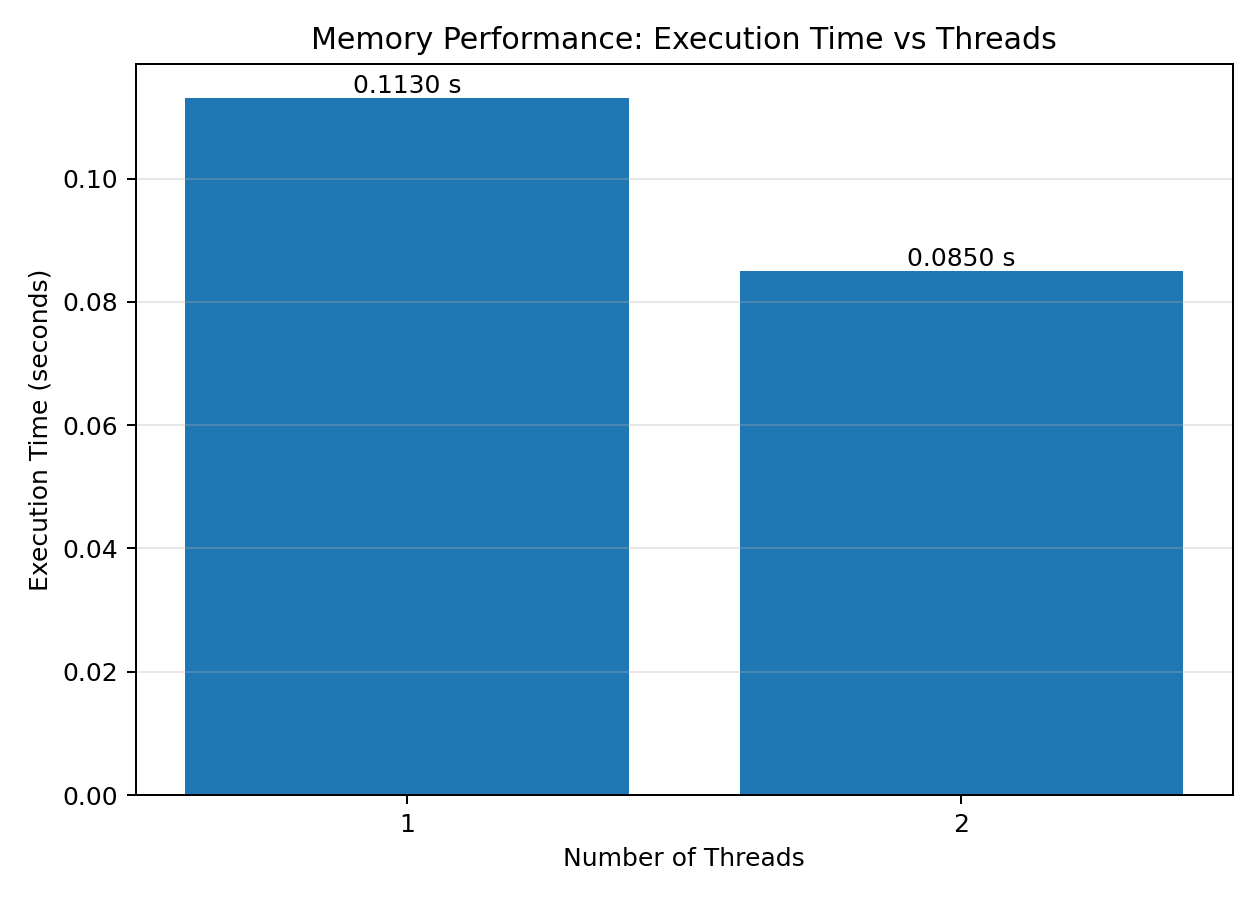 Memory Performance: Execution Time vs Threads
0.1130 s
0.0850 s
Execution Time (seconds)
0.10
0.08
0.06
0.04
0.02
0.00
1
2
Number of Threads